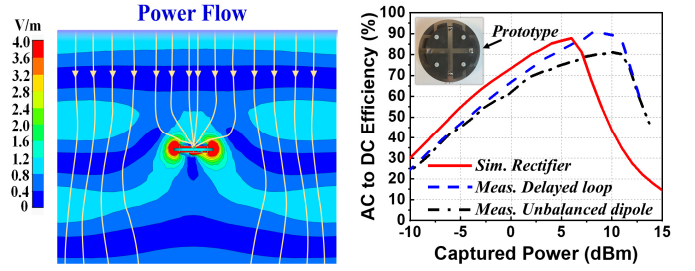 Power Flow
V/m
4.0
3.6
3.2
2.8
2.4
2.0
1.6
1.2
0.8
0.4
0
AC to DC Efficiency (%)
100
90
80
70
60
50
40
30
20
10
0
Prototype
Sim. Rectifier
Meas. Delayed loop
Meas. Unbalanced dipole
-10 -5 0 5 10 15
Captured Power (dBm)